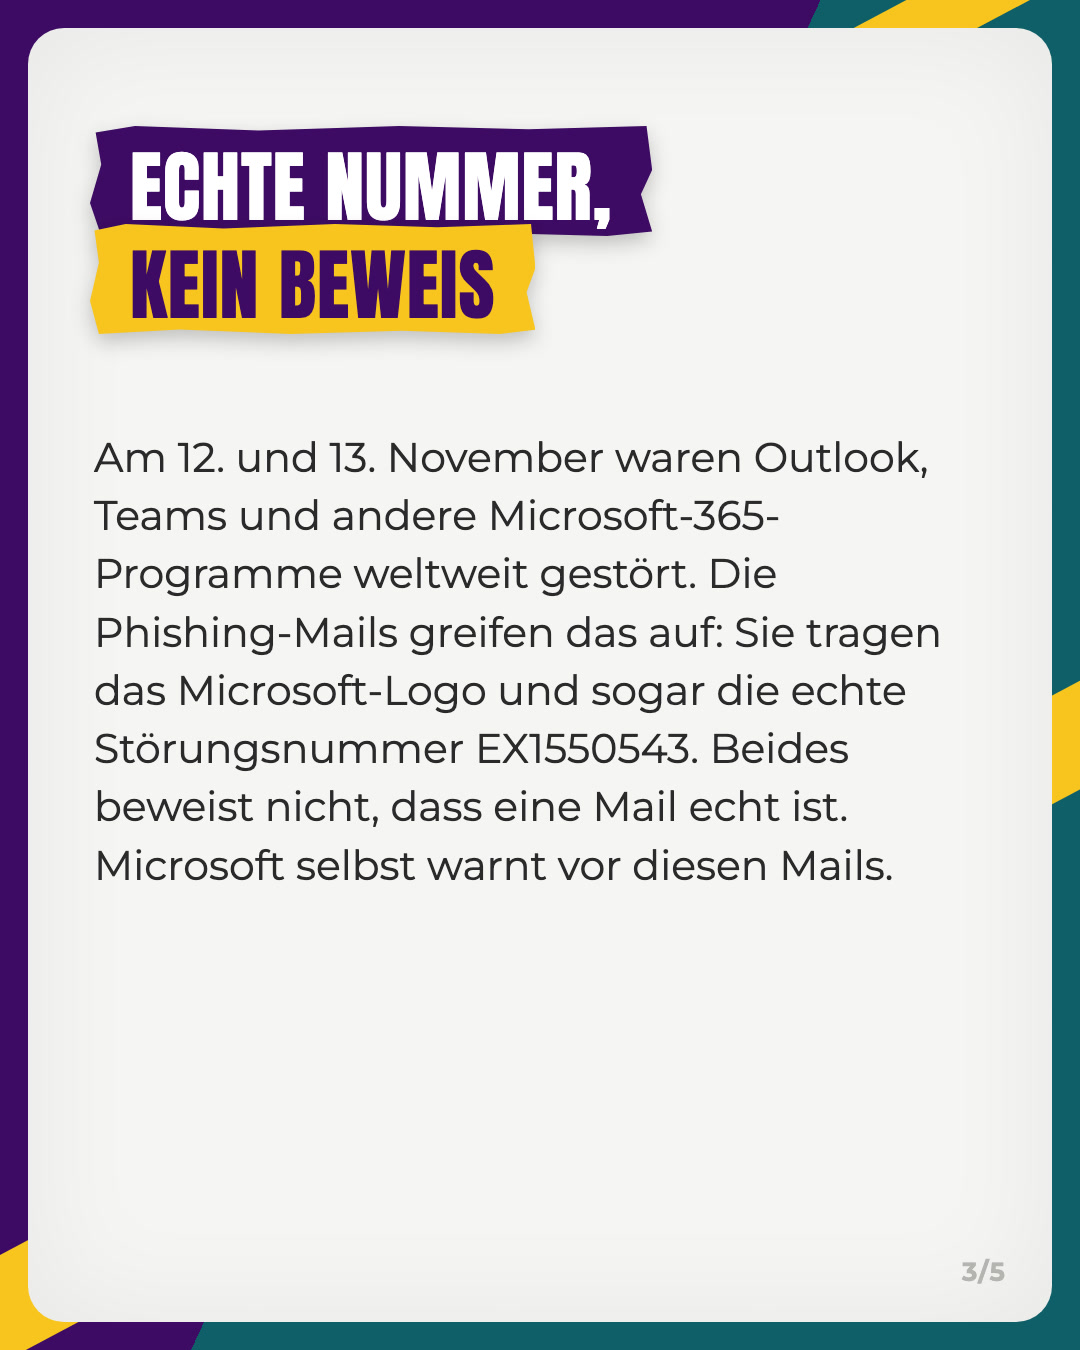 ECHTE NUMMER,
KEIN BEWEIS
Am 12. und 13. November waren Outlook,
Teams und andere Microsoft-365-
Programme weltweit gestört. Die
Phishing-Mails greifen das auf: Sie tragen
das Microsoft-Logo und sogar die echte
Störungsnummer EX1550543. Beides
beweist nicht, dass eine Mail echt ist.
Microsoft selbst warnt vor diesen Mails.
3/5